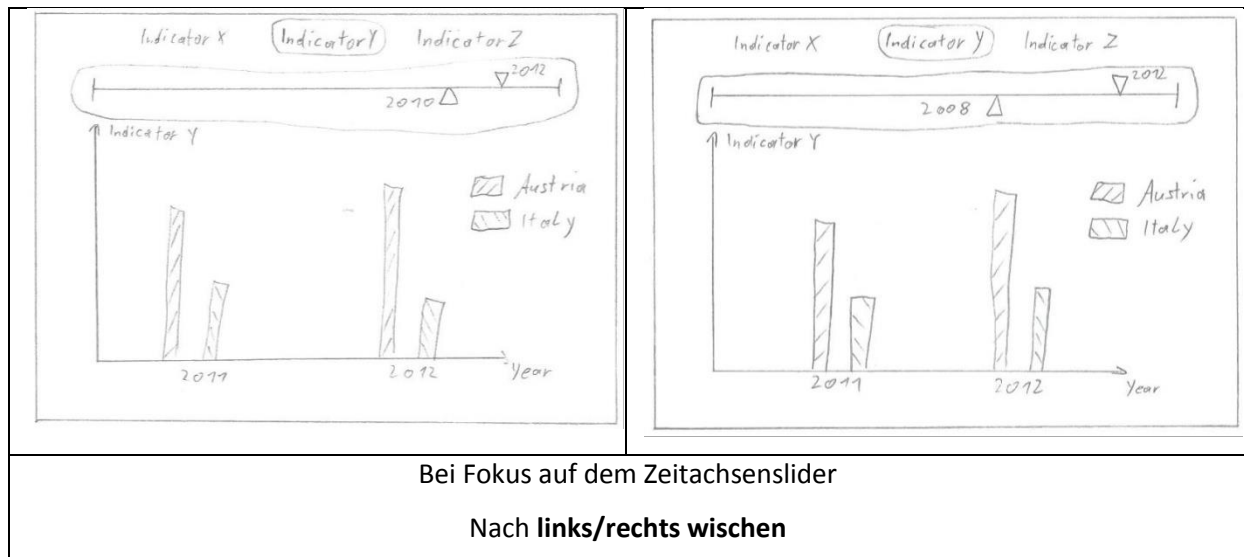 Indicator X Indicator Y Indicator Z
2012
2010
Indicator Y
Austria
Italy
2011 2012 Year
Indicator X Indicator Y Indicator Z
2012
2008
Indicator Y
Austria
Italy
2011 2012 Year
Bei Fokus auf dem Zeitachsenslider
Nach links/rechts wischen